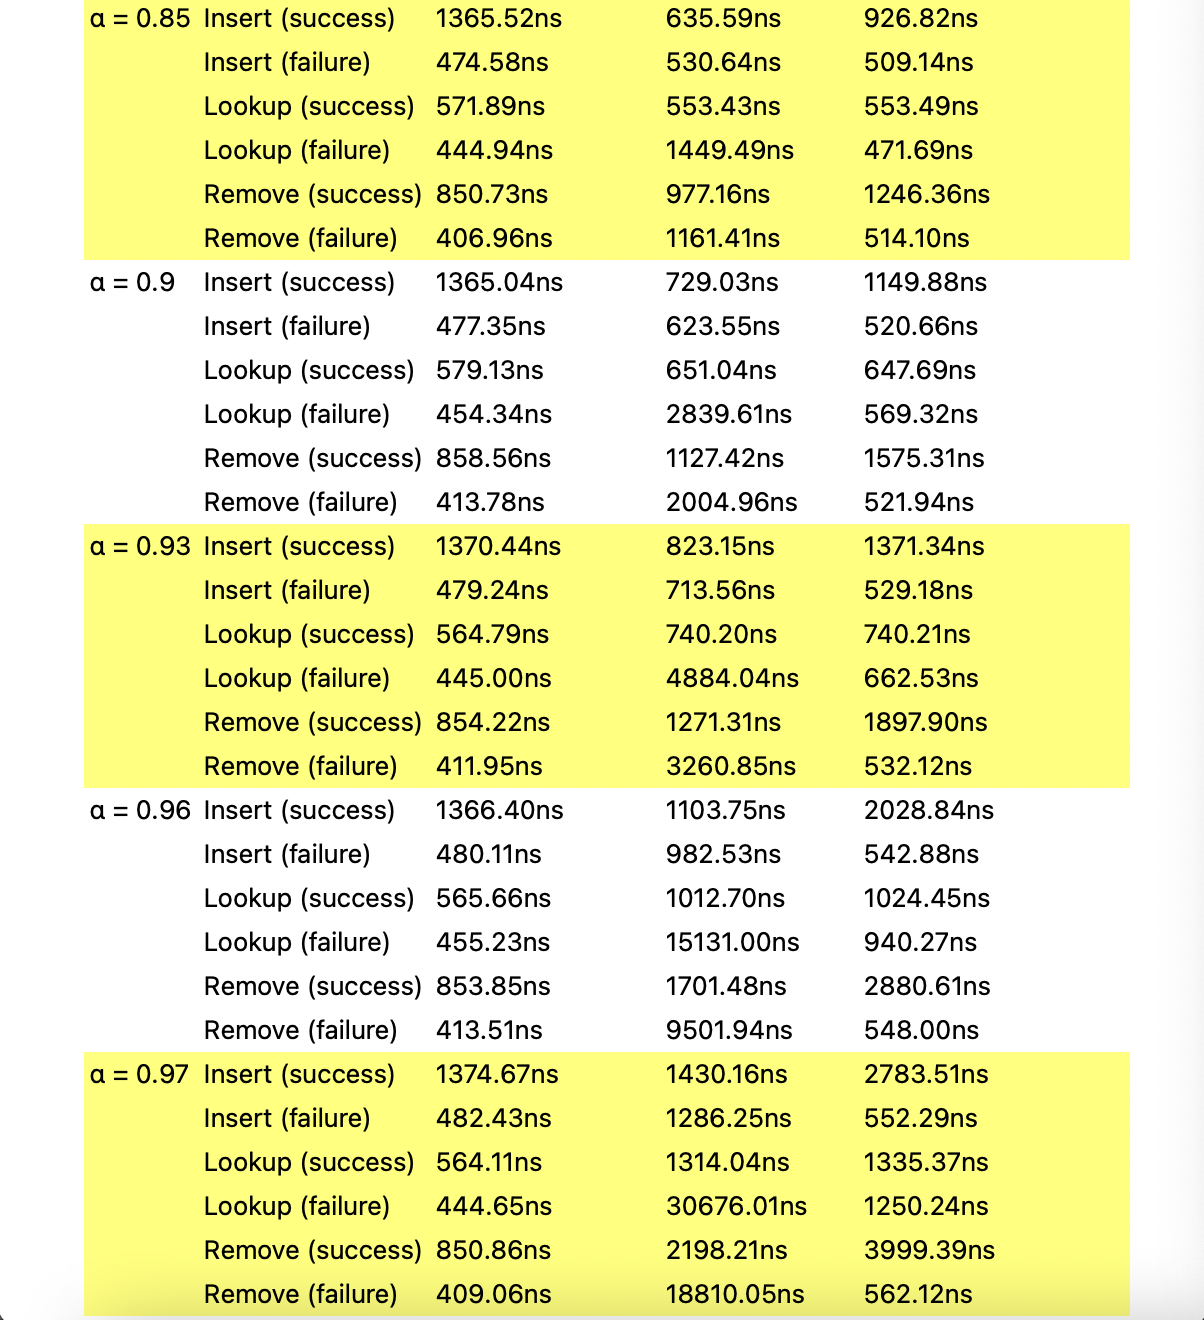 α = 0.85 Insert (success) 1365.52ns 635.59ns 926.82ns
Insert (failure) 474.58ns 530.64ns 509.14ns
Lookup (success) 571.89ns 553.43ns 553.49ns
Lookup (failure) 444.94ns 1449.49ns 471.69ns
Remove (success) 850.73ns 977.16ns 1246.36ns
Remove (failure) 406.96ns 1161.41ns 514.10ns
α = 0.9 Insert (success) 1365.04ns 729.03ns 1149.88ns
Insert (failure) 477.35ns 623.55ns 520.66ns
Lookup (success) 579.13ns 651.04ns 647.69ns
Lookup (failure) 454.34ns 2839.61ns 569.32ns
Remove (success) 858.56ns 1127.42ns 1575.31ns
Remove (failure) 413.78ns 2004.96ns 521.94ns
α = 0.93 Insert (success) 1370.44ns 823.15ns 1371.34ns
Insert (failure) 479.24ns 713.56ns 529.18ns
Lookup (success) 564.79ns 740.20ns 740.21ns
Lookup (failure) 445.00ns 4884.04ns 662.53ns
Remove (success) 854.22ns 1271.31ns 1897.90ns
Remove (failure) 411.95ns 3260.85ns 532.12ns
α = 0.96 Insert (success) 1366.40ns 1103.75ns 2028.84ns
Insert (failure) 480.11ns 982.53ns 542.88ns
Lookup (success) 565.66ns 1012.70ns 1024.45ns
Lookup (failure) 455.23ns 15131.00ns 940.27ns
Remove (success) 853.85ns 1701.48ns 2880.61ns
Remove (failure) 413.51ns 9501.94ns 548.00ns
α = 0.97 Insert (success) 1374.67ns 1430.16ns 2783.51ns
Insert (failure) 482.43ns 1286.25ns 552.29ns
Lookup (success) 564.11ns 1314.04ns 1335.37ns
Lookup (failure) 444.65ns 30676.01ns 1250.24ns
Remove (success) 850.86ns 2198.21ns 3999.39ns
Remove (failure) 409.06ns 18810.05ns 562.12ns